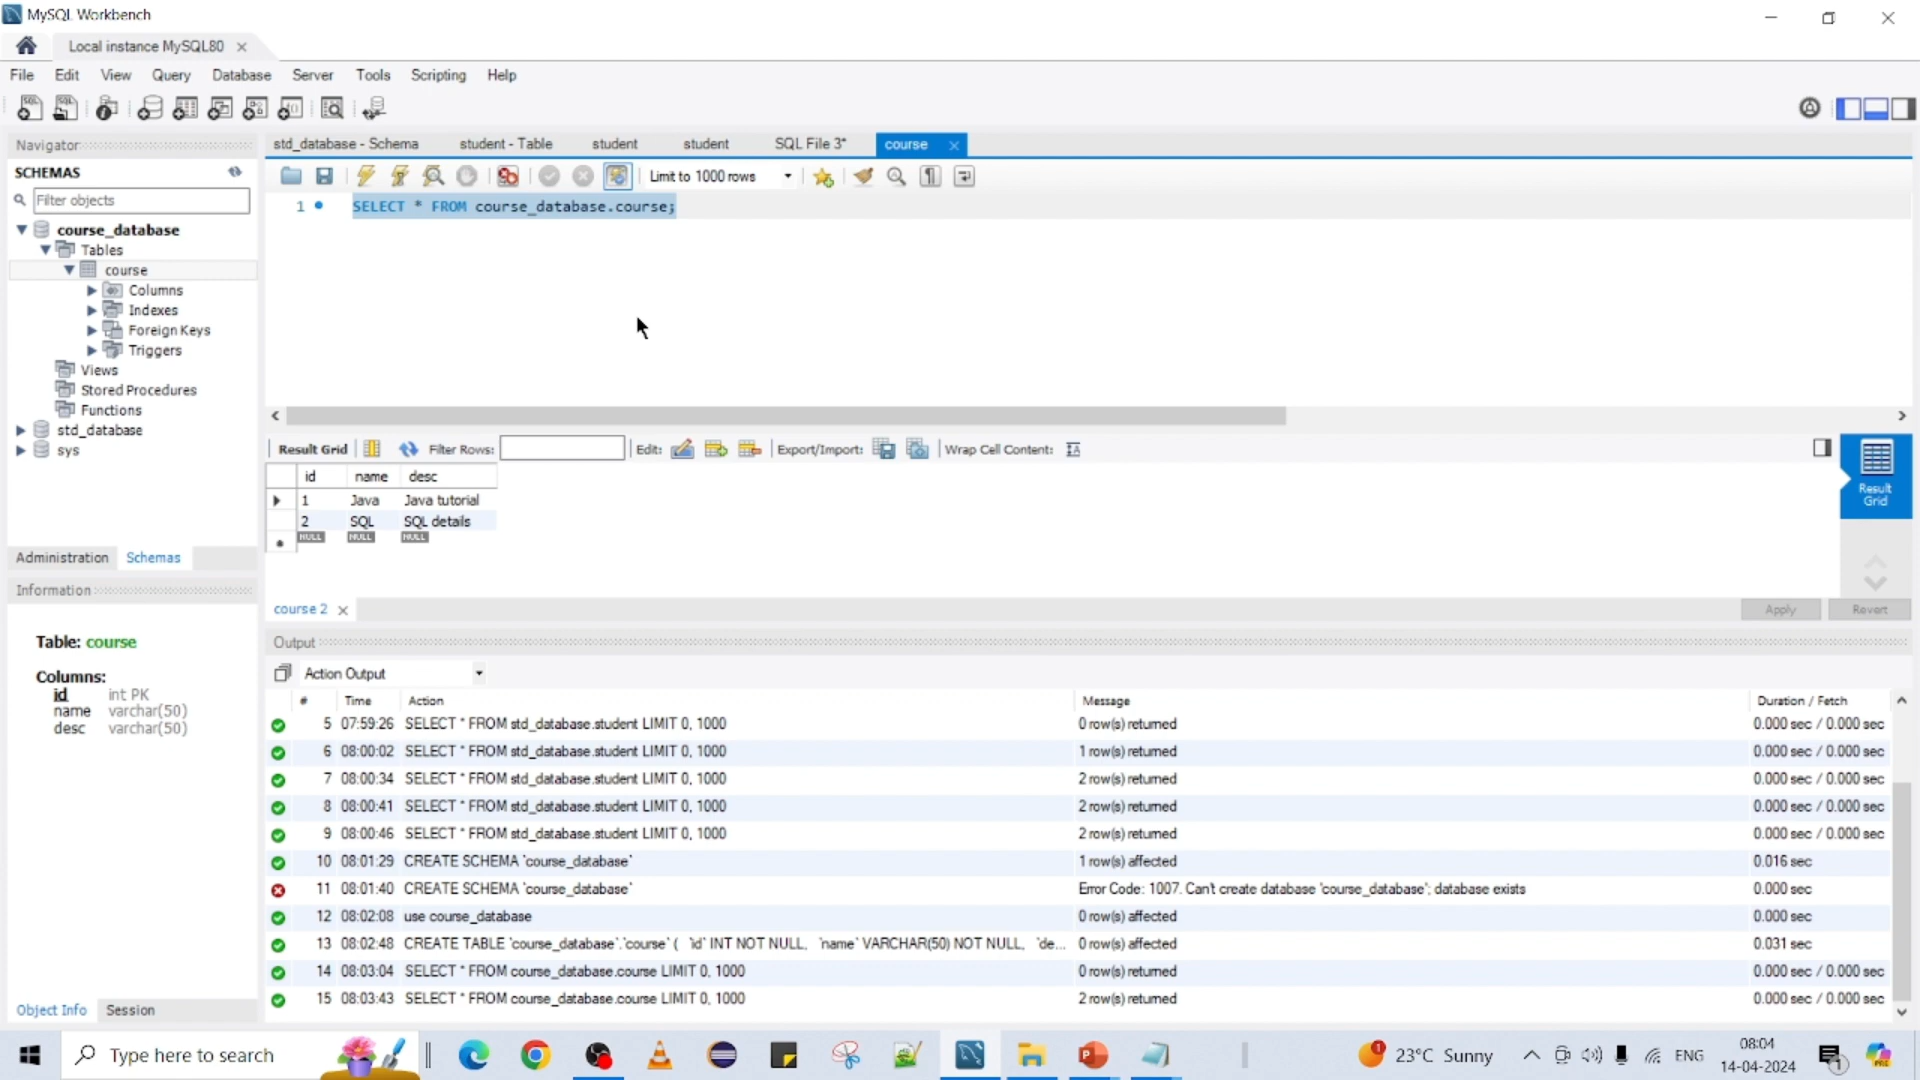 MySQL Workbench
Local instance MySQL80
File Edit View Query Database Server Tools Scripting Help
Navigator
SCHEMAS
Filter objects
course_database
Tables
course
Columns
Indexes
Foreign Keys
Triggers
Views
Stored Procedures
Functions
std_database
sys
Administration Schemas
Information
Table: course
Columns:
id int PK
name varchar(50)
desc varchar(50)
Object Info Session
std_database - Schema student - Table student student SQL File 3* course
Limit to 1000 rows
1 SELECT * FROM course_database.course;
Result Grid Filter Rows: Edit: Export/Import: Wrap Cell Content:
id name desc
1 Java Java tutorial
2 SQL SQL details
NULL NULL NULL
Result Grid
course 2 Apply Revert
Output
Action Output
# Time Action Message Duration / Fetch
5 07:59:26 SELECT * FROM std_database.student LIMIT 0, 1000 0 row(s) returned 0.000 sec / 0.000 sec
6 08:00:02 SELECT * FROM std_database.student LIMIT 0, 1000 1 row(s) returned 0.000 sec / 0.000 sec
7 08:00:34 SELECT * FROM std_database.student LIMIT 0, 1000 2 row(s) returned 0.000 sec / 0.000 sec
8 08:00:41 SELECT * FROM std_database.student LIMIT 0, 1000 2 row(s) returned 0.000 sec / 0.000 sec
9 08:00:46 SELECT * FROM std_database.student LIMIT 0, 1000 2 row(s) returned 0.000 sec / 0.000 sec
10 08:01:29 CREATE SCHEMA `course_database` 1 row(s) affected 0.016 sec
11 08:01:40 CREATE SCHEMA `course_database` Error Code: 1007. Can't create database 'course_database'; database exists 0.000 sec
12 08:02:08 use course_database 0 row(s) affected 0.000 sec
13 08:02:48 CREATE TABLE `course_database`.`course` ( `id` INT NOT NULL, `name` VARCHAR(50) NOT NULL, `de... 0 row(s) affected 0.031 sec
14 08:03:04 SELECT * FROM course_database.course LIMIT 0, 1000 0 row(s) returned 0.000 sec / 0.000 sec
15 08:03:43 SELECT * FROM course_database.course LIMIT 0, 1000 2 row(s) returned 0.000 sec / 0.000 sec
Type here to search
1 23°C Sunny ENG 08:04
14-04-2024 1